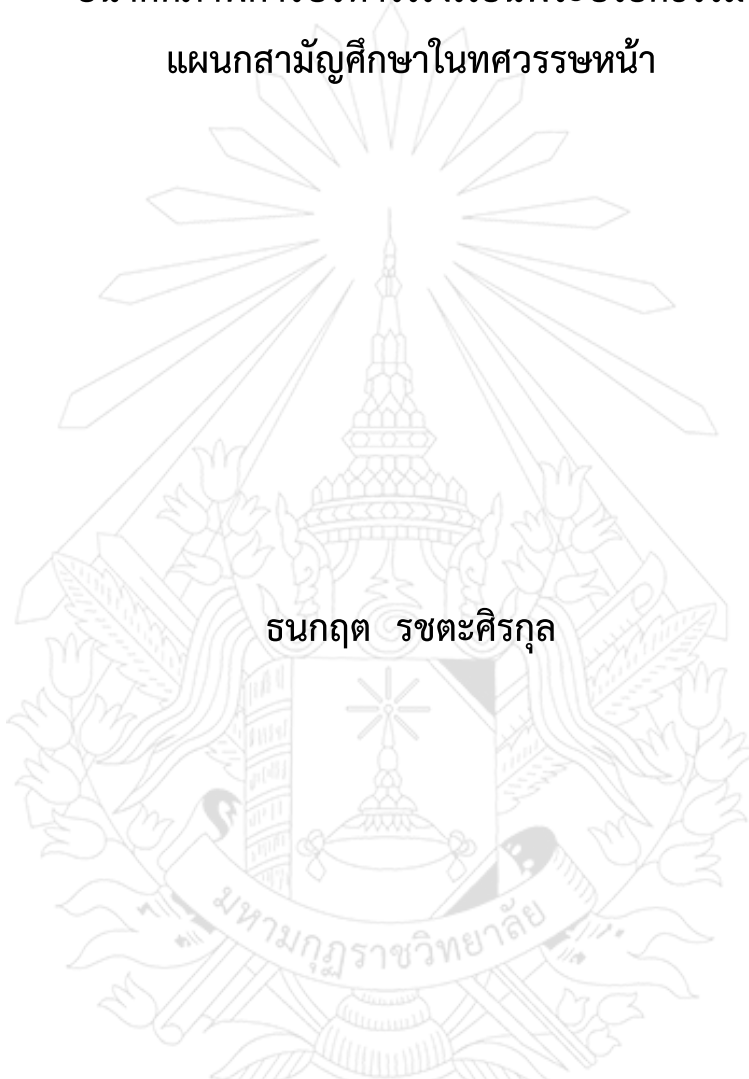 แผนกสามัญศึกษาในทศวรรษหน้า
ธนกฤต รชตะศิรกุล
มหามกุฏราชวิทยาลัย